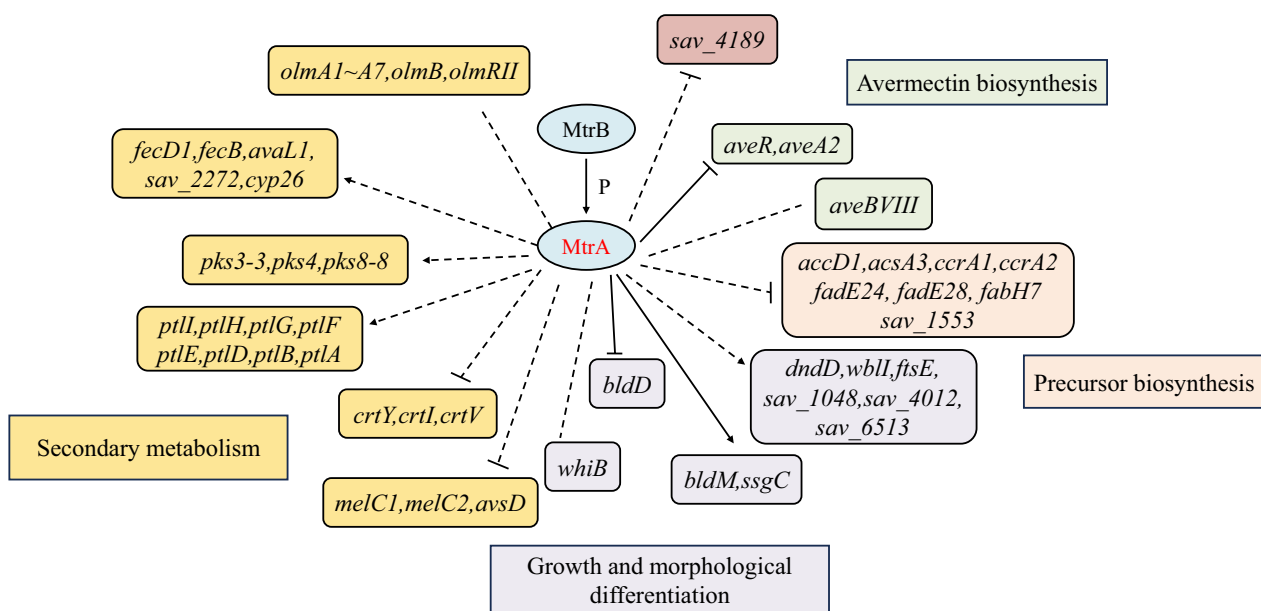 sav_4189
olmA1~A7,olmB,olmRII
Avermectin biosynthesis
MtrB
aveR,aveA2
fecD1,fecB,avaL1,
sav_2272,cyp26
P
aveBVIII
MtrA
pks3-3,pks4,pks8-8
accD1,acsA3,ccrA1,ccrA2
fadE24, fadE28, fabH7
sav_1553
ptlI,ptlH,ptlG,ptlF
ptlE,ptlD,ptlB,ptlA
dndD,wblI,ftsE,
sav_1048,sav_4012,
sav_6513
bldD
Precursor biosynthesis
crtY,crtI,crtV
Secondary metabolism
whiB
bldM,ssgC
melC1,melC2,avsD
Growth and morphological
differentiation